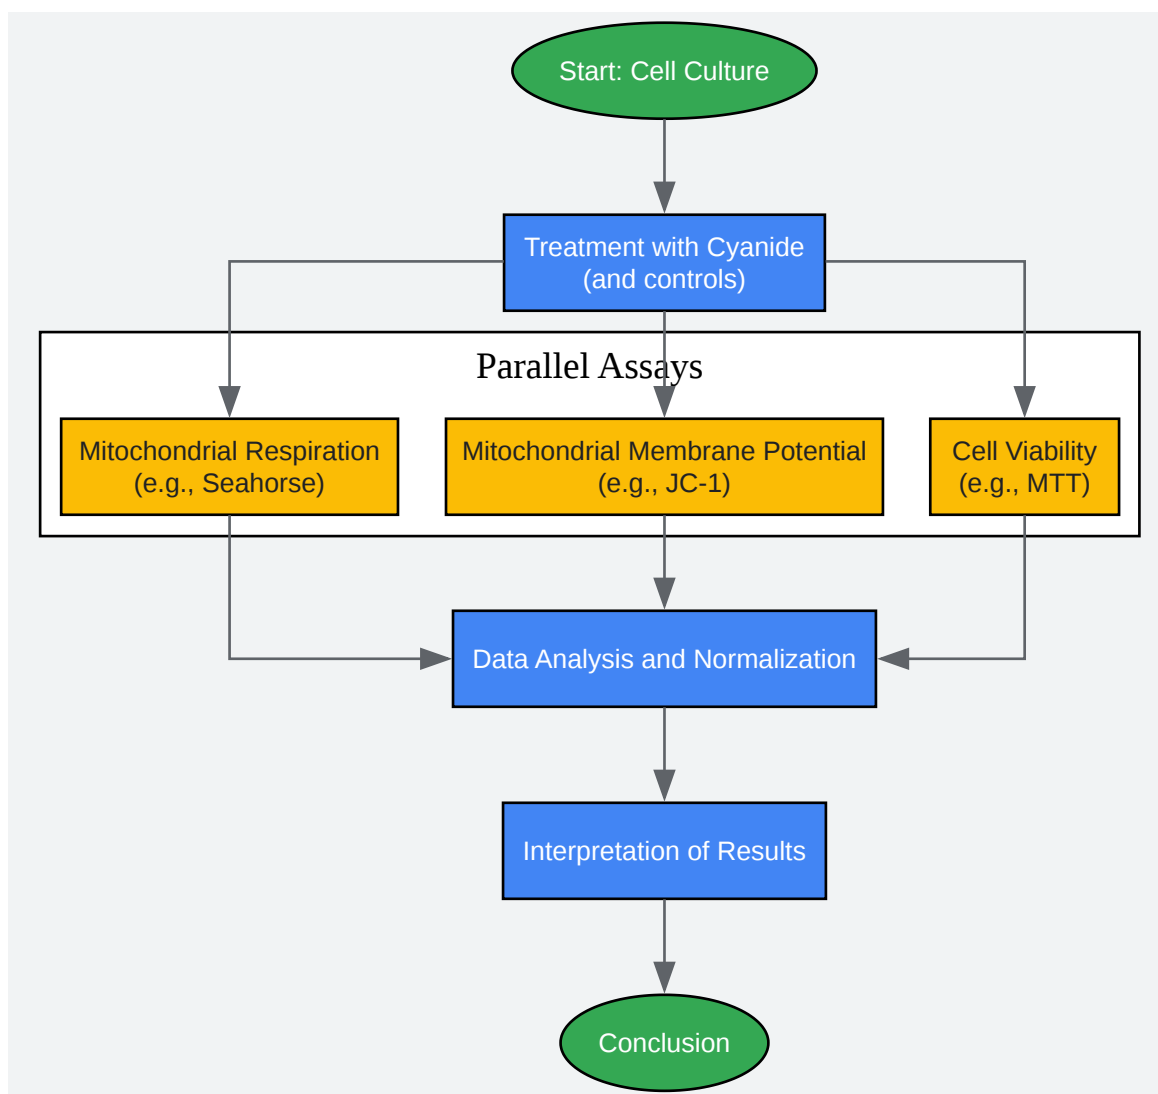 Start: Cell Culture
Treatment with Cyanide
(and controls)
Parallel Assays
Mitochondrial Respiration
(e.g., Seahorse)
Mitochondrial Membrane Potential
(e.g., JC-1)
Cell Viability
(e.g., MTT)
Data Analysis and Normalization
Interpretation of Results
Conclusion